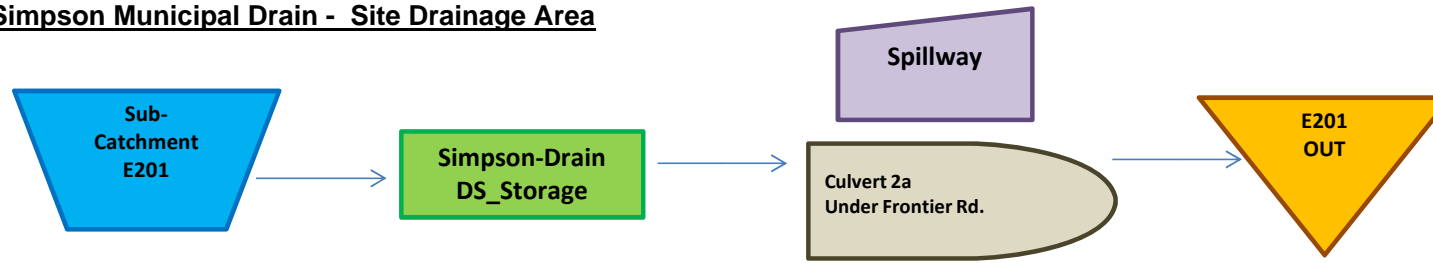 Simpson Municipal Drain - Site Drainage Area
Sub-
Catchment
E201
Simpson-Drain
DS_Storage
Spillway
Culvert 2a
Under Frontier Rd.
E201
OUT